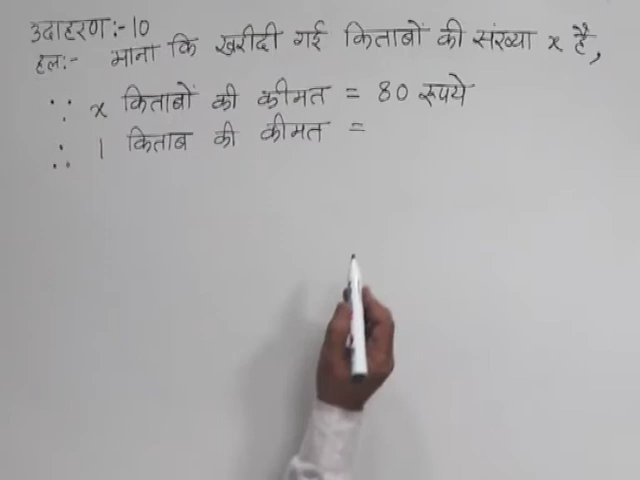 उदाहरण:-10
हल:- माना कि खरीदी गई किताबों की संख्या x है,
∵ x किताबों की कीमत = 80 रूपये
∴ 1 किताब की कीमत =